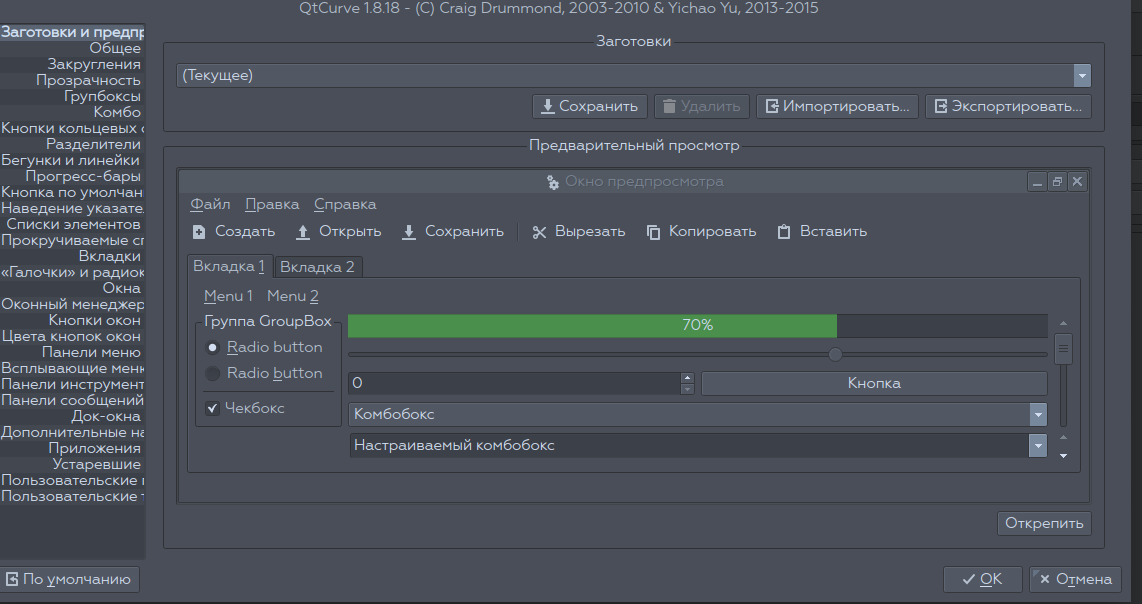 QtCurve 1.8.18 - (C) Craig Drummond, 2003-2010 & Yichao Yu, 2013-2015
Заготовки и предпр
Общее
Закругления
Прозрачность
Групбоксы
Комбо
Кнопки кольцевых
Разделители
Бегунки и линейки
Прогресс-бары
Кнопка по умолчан
Наведение указате
Списки элементов
Прокручиваемые сп
Вкладки
«Галочки» и радиок
Окна
Оконный менеджер
Кнопки окон
Цвета кнопок окон
Панели меню
Всплывающие меню
Панели инструмент
Панели сообщений
Док-окна
Дополнительные на
Приложения
Устаревшие
Пользовательские
Пользовательские
По умолчанию
Заготовки
(Текущее)
Сохранить Удалить Импортировать... Экспортировать...
Предварительный просмотр
Окно предпросмотра
Файл Правка Справка
Создать Открыть Сохранить Вырезать Копировать Вставить
Вкладка 1 Вкладка 2
Menu 1 Menu 2
Группа GroupBox
Radio button
Radio button
Чекбокс
70%
0 Кнопка
Комбобокс
Настраиваемый комбобокс
Открепить
OK Отмена